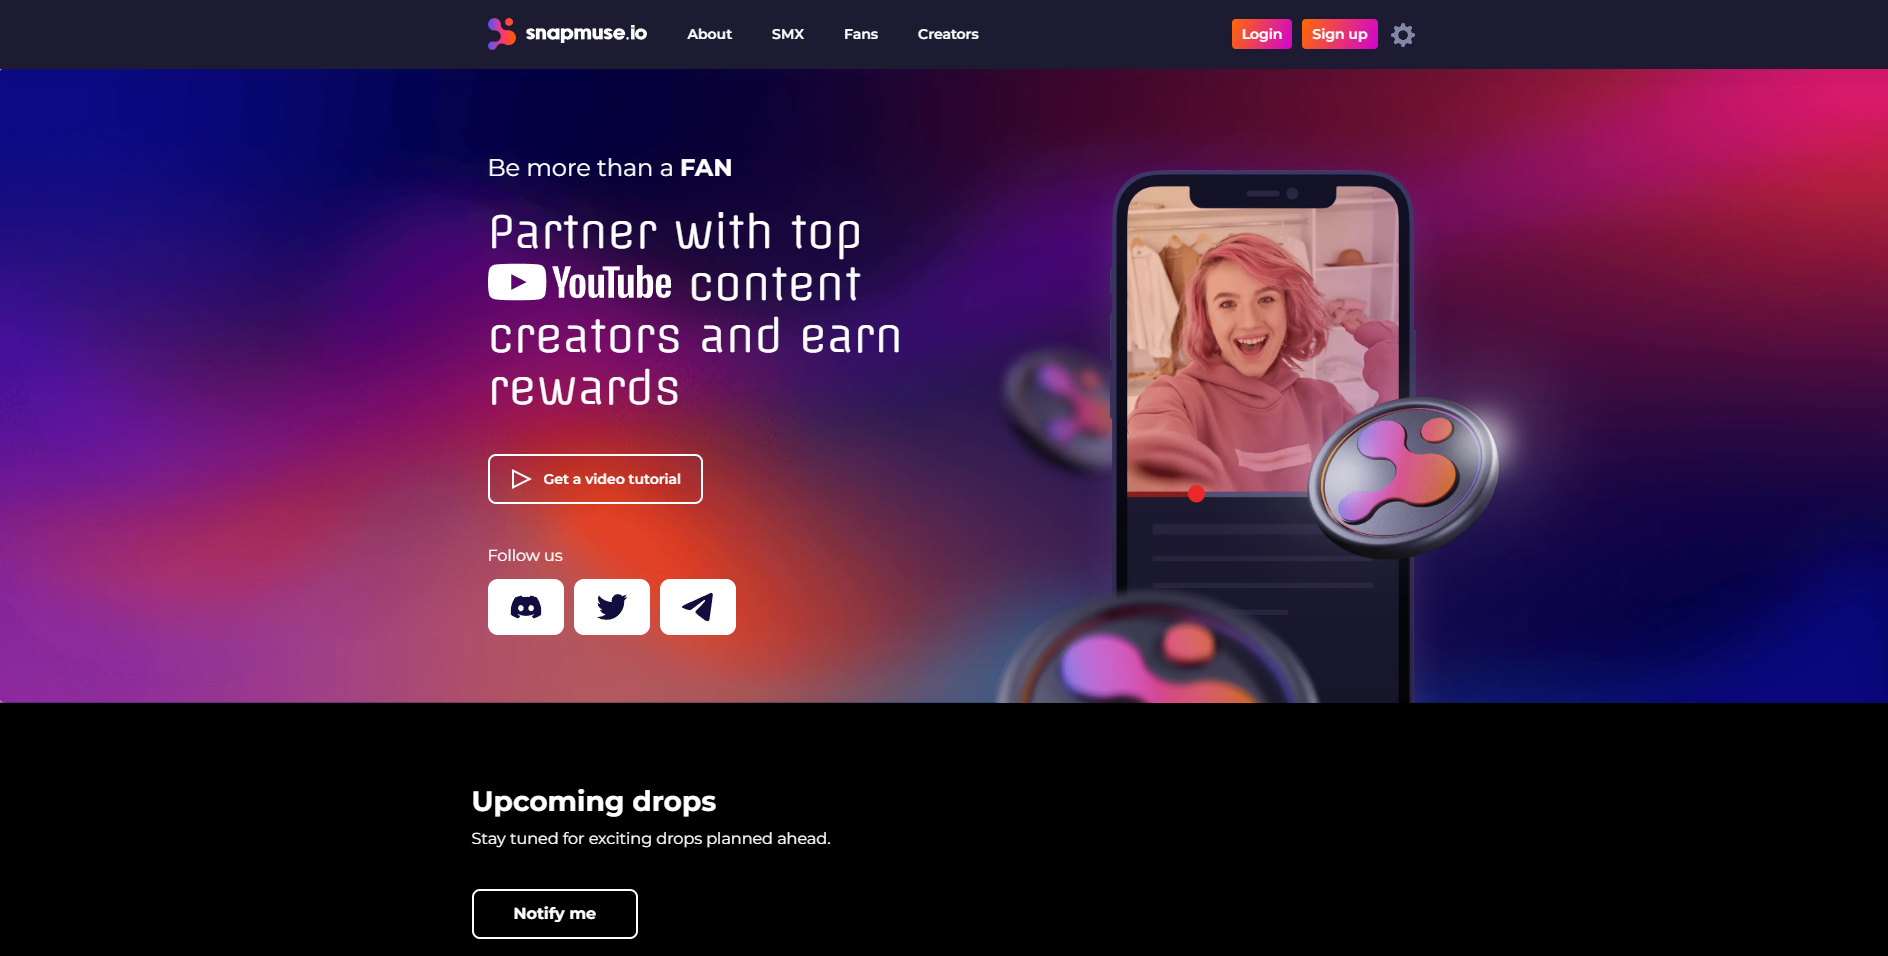 snapmuse.io About SMX Fans Creators Login Sign up
Be more than a FAN
Partner with top
YouTube content
creators and earn
rewards
Get a video tutorial
Follow us
Upcoming drops
Stay tuned for exciting drops planned ahead.
Notify me